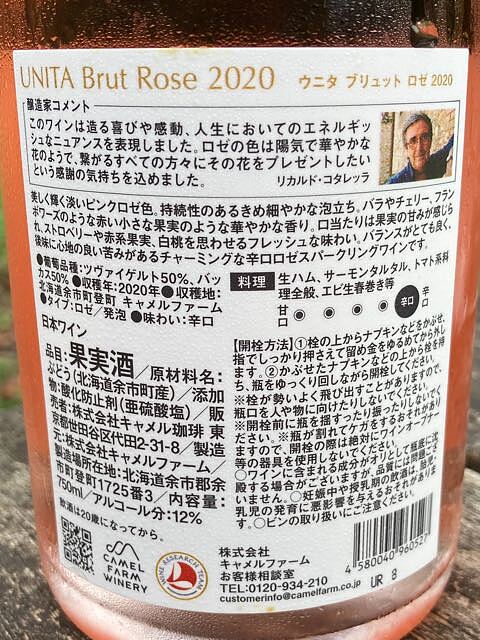 UNITA Brut Rose 2020 ウニタ ブリュット ロゼ 2020
醸造家コメント
このワインは造る喜びや感動、人生においてのエネルギッ
シュなニュアンスを表現しました。ロゼの色は陽気で華やかな
花のようで、繋がるすべての方々にその花をプレゼントしたい
という感謝の気持ちを込めました。 リカルド・コタレッラ
美しく輝く淡いピンクロゼ色。持続性のあるきめ細やかな泡立ち。バラやチェリー、フラン
ボワーズのような赤い小さな果実のような華やかな香り。口当たりは果実の甘みが感じら
れ、ストロベリーや赤系果実、白桃を思わせるフレッシュな味わい。バランスがとても良く、
後味に心地の良い苦みがあるチャーミングな辛口ロゼスパークリングワインです。
●葡萄品種：ツヴァイゲルト50%、バッ
カス50% ●収穫年：2020年 ●収穫地：
北海道余市町登町 キャメルファーム
●タイプ：ロゼ／発泡 ●味わい：辛口
料理 生ハム、サーモンタルタル、トマト系料
理全般、エビ生春巻き等
甘口 辛口 辛口
日本ワイン
品目：果実酒／原材料名：
ぶどう（北海道余市町産）／添加
物：酸化防止剤（亜硫酸塩）／販
売者：株式会社キャメル珈琲 東
京都世田谷区代田2-31-8／製造
元：株式会社キャメルファーム／
製造場所在地：北海道余市郡余
市町登町1725番3／内容量：
750ml／アルコール分：12%
飲酒は20歳になってから。
【開栓方法】①栓の上からナプキンなどをかぶせ、
指でしっかり押さえて留め金をゆるめてから外し
ます。②かぶせたナプキンなどの上から栓を持
ち、瓶をゆっくり回しながら開栓してください。
※栓が勢いよく飛び出すことがありますので、
瓶口を人や物に向けたりしないでください。
※開栓前に瓶を揺すったり振ったりしないでく
ださい。※瓶が割れてケガをするおそれがあり
ますので、開栓の際は絶対にワインオープナー
等の器具を使用しないでください。
〇ワインに含まれる成分がオリとして瓶底に沈
殿する場合がございますが、品質には問題ござ
いません。〇妊娠中や授乳期の飲酒は、胎児・
乳児の発育に悪影響を与えるおそれがありま
す。〇ビンの取り扱いにご注意ください。
CAMEL
FARM
WINERY
WINE RESEARCH TEAM
株式会社
キャメルファーム
お客様相談室
TEL:0120-934-210
customerinfo@camelfarm.co.jp
4 580040 960527
UR 8